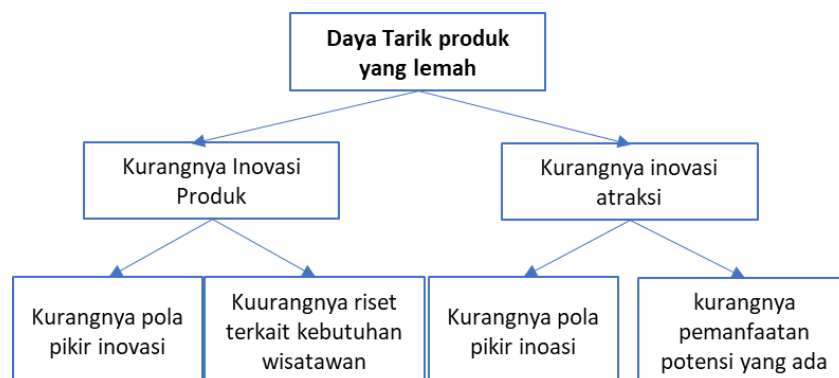 Daya Tarik produk
yang lemah
Kurangnya Inovasi
Produk
Kurangnya inovasi
atraksi
Kurangnya pola
pikir inovasi
Kuurangnya riset
terkait kebutuhan
wisatawan
Kurangnya pola
pikir inoasi
kurangnya
pemanfaatan
potensi yang ada